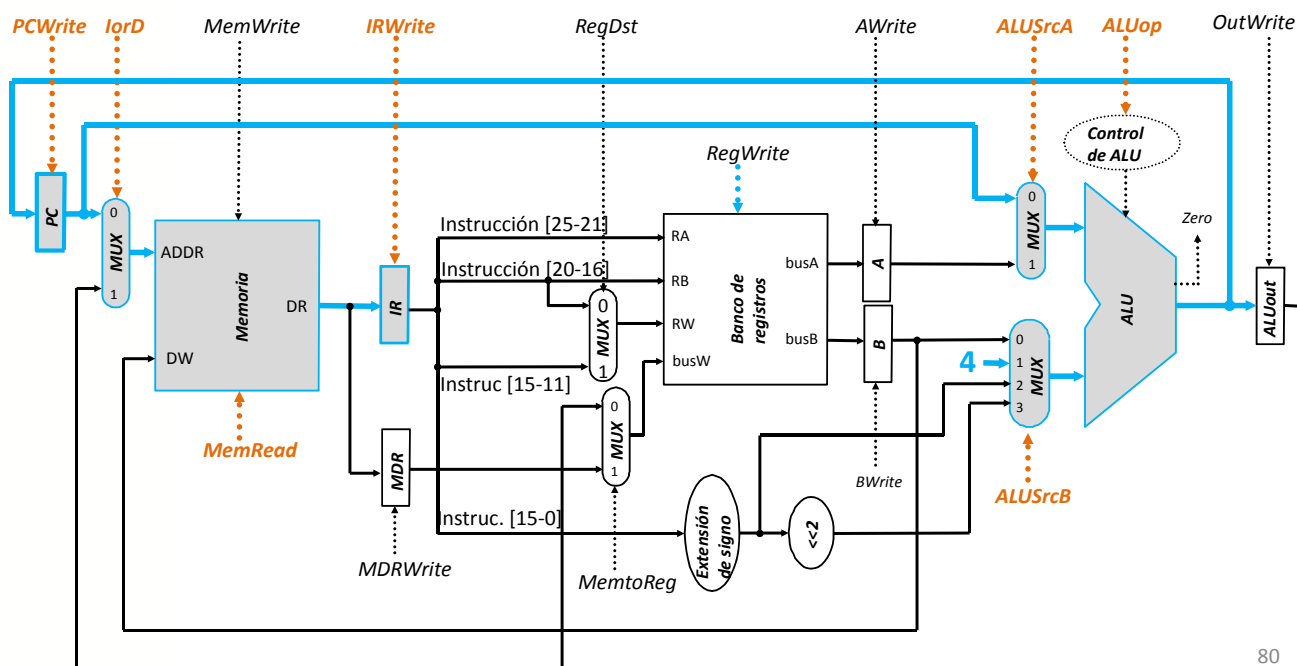 PCWrite IorD MemWrite IRWrite RegDst AWrite ALUSrcA ALUop OutWrite
Control
de ALU
RegWrite
PC
0
MUX
1
ADDR
Memoria
DR
DW
MemRead
IR
Instrucción [25-21]
Instrucción [20-16]
Instruc [15-11]
0
MUX
1
RA
RB
RW
busW
Banco de
registros
busA
busB
A
B
BWrite
0
MUX
1
4
0
1
2
3
MUX
ALUSrcB
ALU
Zero
ALUout
MDR
MDRWrite
0
MUX
1
MemtoReg
Instruc. [15-0]
Extensión
de signo
<<2
80